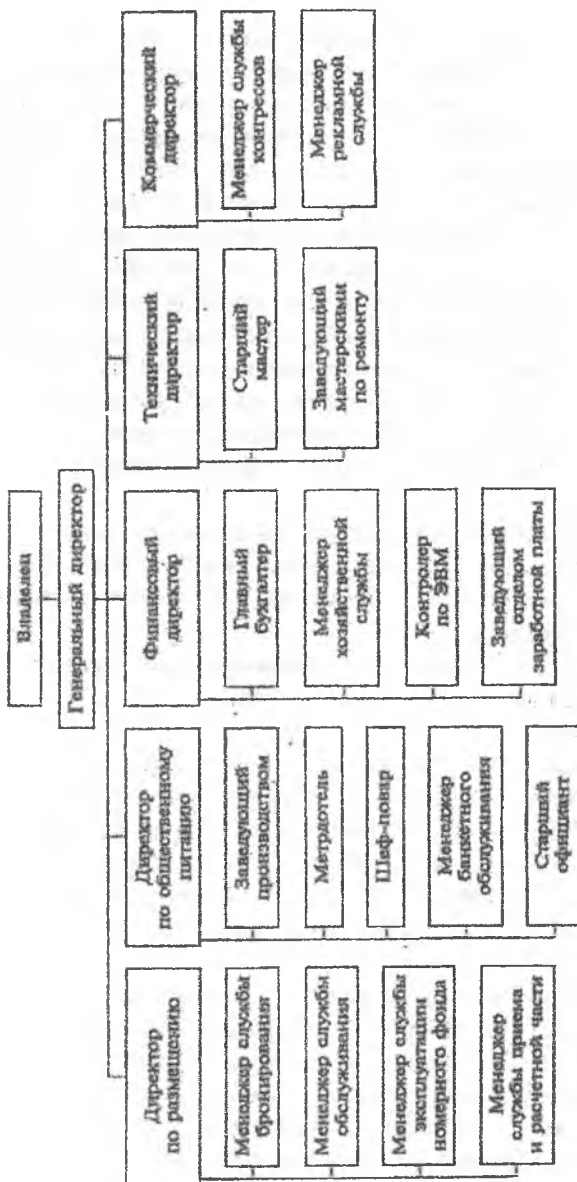 Владелец
Генеральный директор
Директор
по размещению
Менеджер службы
бронирования
Менеджер службы
обслуживания
Менеджер службы
эксплуатации
номерного фонда
Менеджер
службы приема
и расчетной части
Директор
по общественному
питанию
Заведующий
производством
Метрдотель
Шеф-повар
Менеджер
банкетного
обслуживания
Старший
официант
Финансовый
директор
Главный
бухгалтер
Менеджер
хозяйственной
службы
Контролер
по ЭВМ
Заведующий
отделом
заработной платы
Технический
директор
Старший
мастер
Заведующий
мастерскими
по ремонту
Коммерческий
директор
Менеджер службы
конгрессов
Менеджер
рекламной
службы